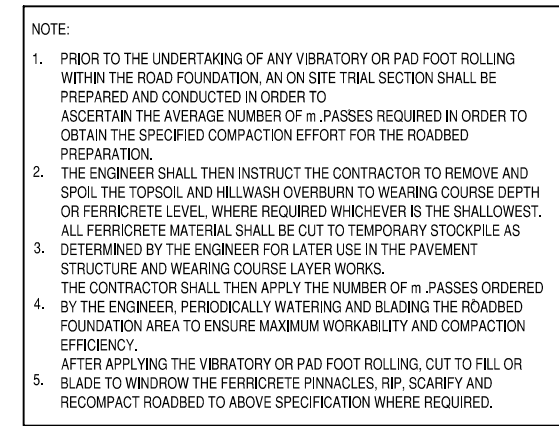 NOTE:
1. PRIOR TO THE UNDERTAKING OF ANY VIBRATORY OR PAD FOOT ROLLING
WITHIN THE ROAD FOUNDATION, AN ON SITE TRIAL SECTION SHALL BE
PREPARED AND CONDUCTED IN ORDER TO
ASCERTAIN THE AVERAGE NUMBER OF m .PASSES REQUIRED IN ORDER TO
OBTAIN THE SPECIFIED COMPACTION EFFORT FOR THE ROADBED
PREPARATION.
2. THE ENGINEER SHALL THEN INSTRUCT THE CONTRACTOR TO REMOVE AND
SPOIL THE TOPSOIL AND HILLWASH OVERBURN TO WEARING COURSE DEPTH
OR FERRICRETE LEVEL, WHERE REQUIRED WHICHEVER IS THE SHALLOWEST.
ALL FERRICRETE MATERIAL SHALL BE CUT TO TEMPORARY STOCKPILE AS
3. DETERMINED BY THE ENGINEER FOR LATER USE IN THE PAVEMENT
STRUCTURE AND WEARING COURSE LAYER WORKS.
THE CONTRACTOR SHALL THEN APPLY THE NUMBER OF m .PASSES ORDERED
4. BY THE ENGINEER, PERIODICALLY WATERING AND BLADING THE ROADBED
FOUNDATION AREA TO ENSURE MAXIMUM WORKABILITY AND COMPACTION
EFFICIENCY.
AFTER APPLYING THE VIBRATORY OR PAD FOOT ROLLING, CUT TO FILL OR
5. BLADE TO WINDROW THE FERRICRETE PINNACLES, RIP, SCARIFY AND
RECOMPACT ROADBED TO ABOVE SPECIFICATION WHERE REQUIRED.